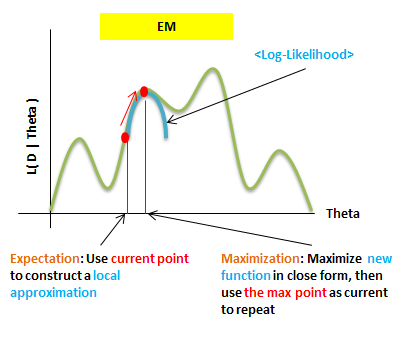 EM
<Log-Likelihood>
L( D | Theta )
Theta
Expectation: Use current point
to construct a local
approximation
Maximization: Maximize new
function in close form, then
use the max point as current
to repeat